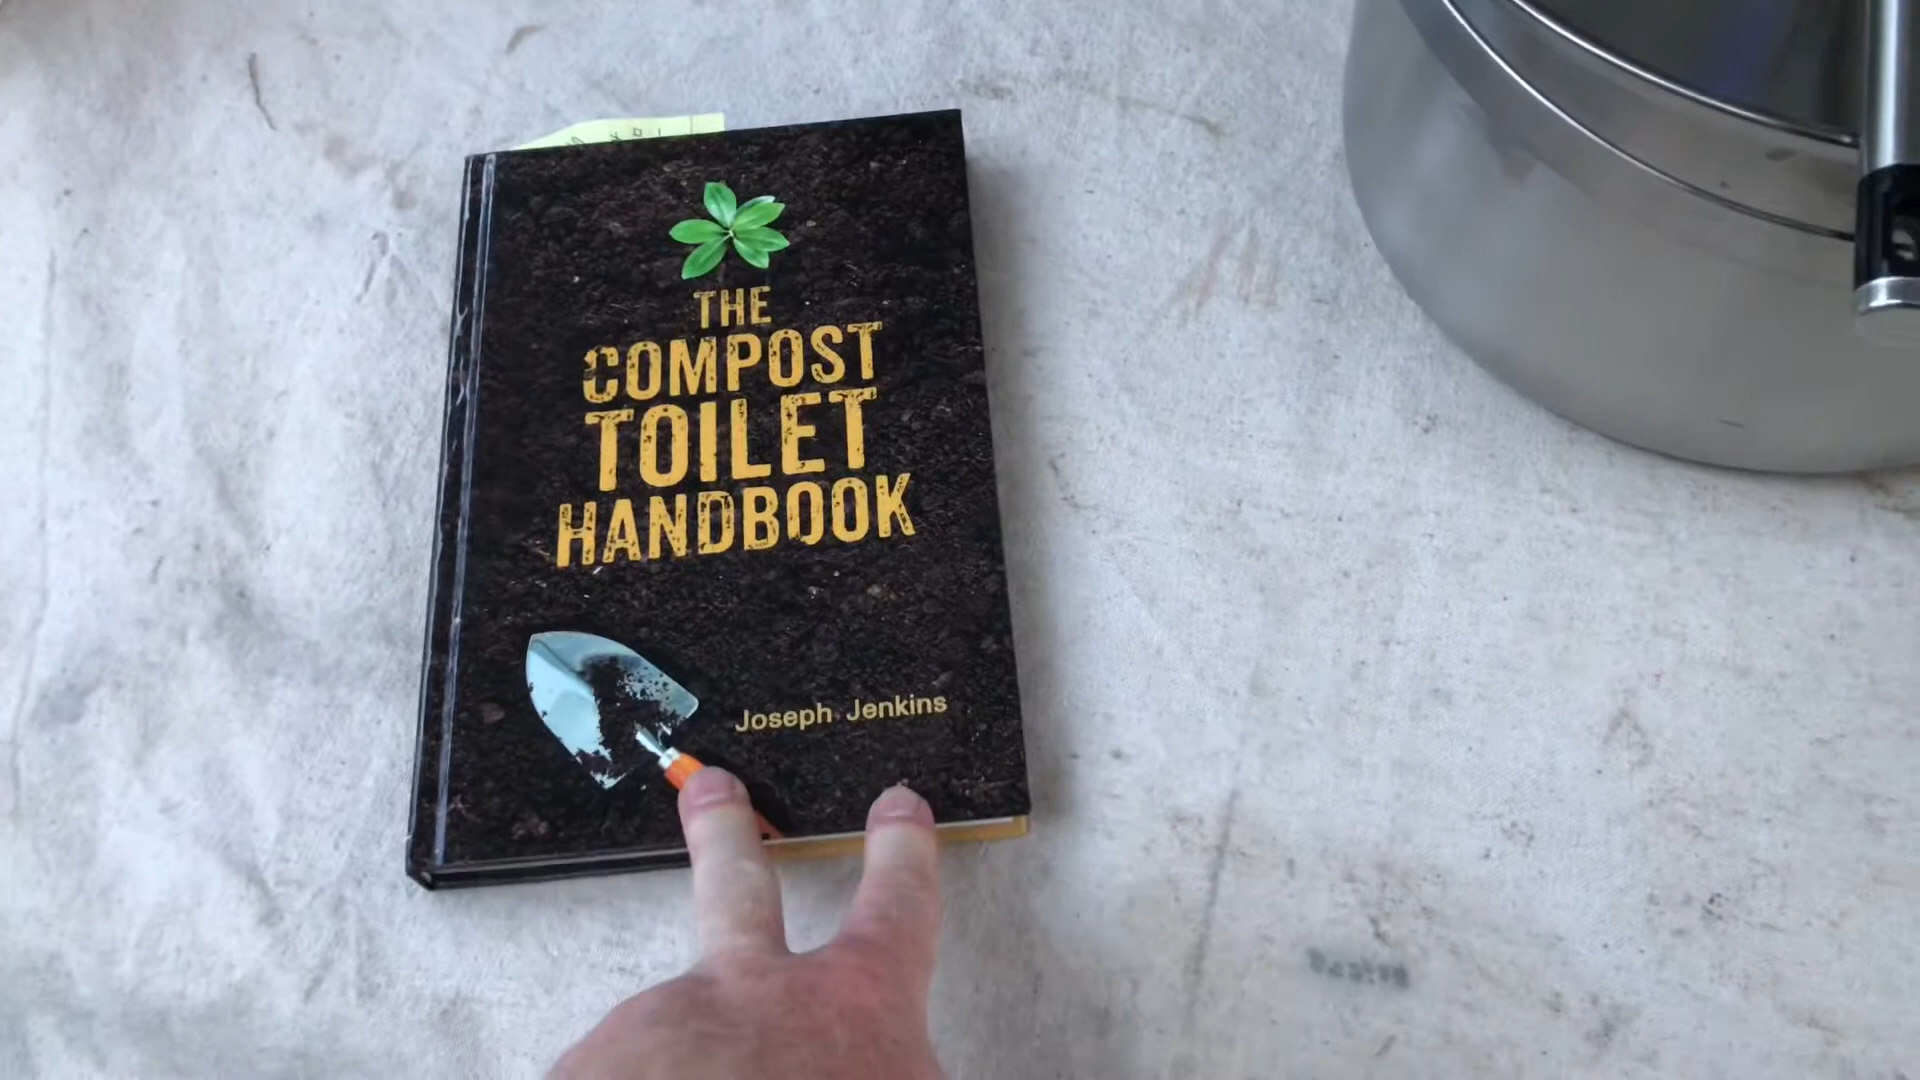 THE
COMPOST
TOILET
HANDBOOK
Joseph Jenkins